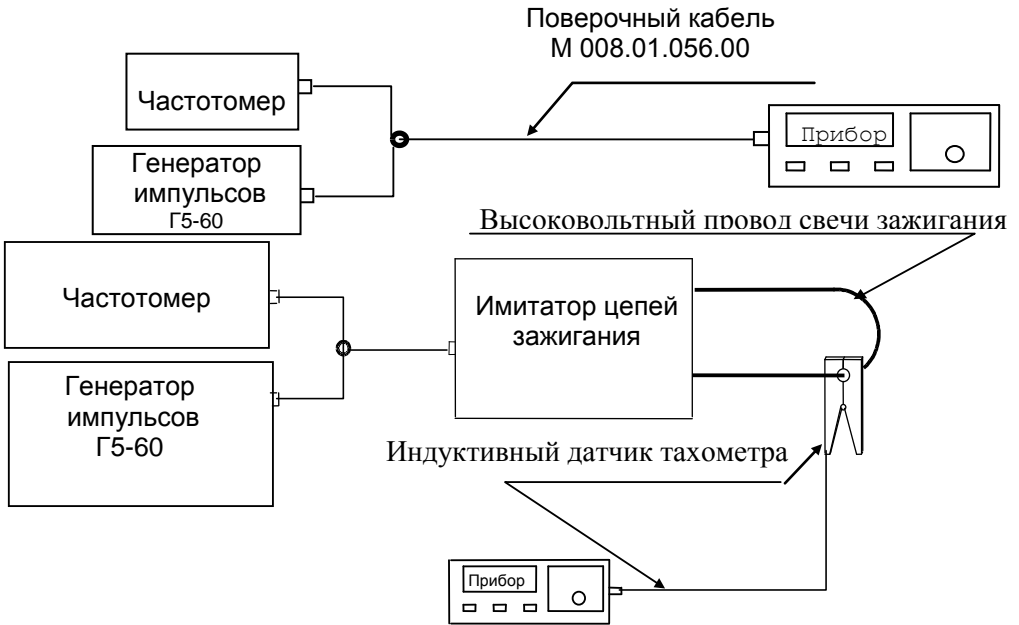 Поверочный кабель
М 008.01.056.00
Частотомер
Прибор
Генератор
импульсов
Г5-60
Высоковольтный провод свечи зажигания
Частотомер
Имитатор цепей
зажигания
Генератор
импульсов
Г5-60
Индуктивный датчик тахометра
Прибор